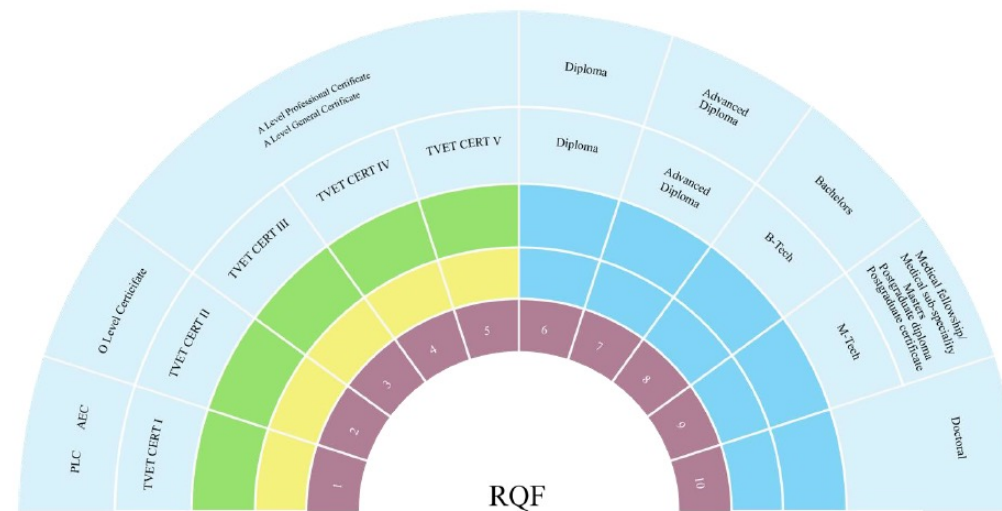 A Level Professional Certificate
A Level General Certificate
Diploma
Advanced
Diploma
Bachelors
Medical fellowship/
Medical sub-speciality
Masters
Postgraduate diploma
Postgraduate certificate
Doctoral
O Level Certicifate
PLC AEC
TVET CERT I
TVET CERT II
TVET CERT III
TVET CERT IV
TVET CERT V
Diploma
Advanced
Diploma
B-Tech
M-Tech
1
2
3
4
5
6
7
8
9
10
RQF